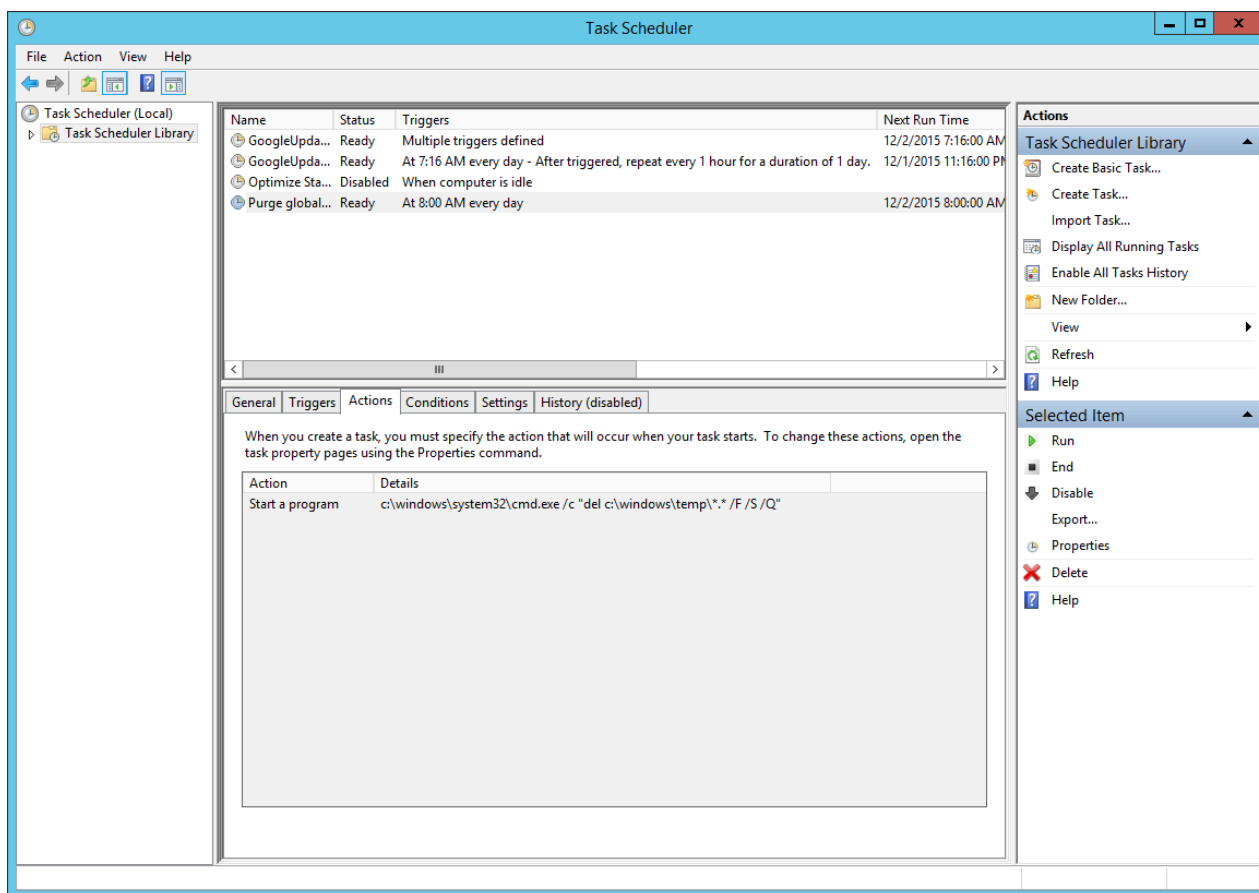 Task Scheduler
File Action View Help
Task Scheduler (Local)
Task Scheduler Library
Name Status Triggers Next Run Time
GoogleUpda... Ready Multiple triggers defined 12/2/2015 7:16:00 AM
GoogleUpda... Ready At 7:16 AM every day - After triggered, repeat every 1 hour for a duration of 1 day. 12/1/2015 11:16:00 PM
Optimize Sta... Disabled When computer is idle
Purge global... Ready At 8:00 AM every day 12/2/2015 8:00:00 AM
General Triggers Actions Conditions Settings History (disabled)
When you create a task, you must specify the action that will occur when your task starts. To change these actions, open the
task property pages using the Properties command.
Action Details
Start a program c:\windows\system32\cmd.exe /c "del c:\windows\temp\*.* /F /S /Q"
Actions
Task Scheduler Library
Create Basic Task...
Create Task...
Import Task...
Display All Running Tasks
Enable All Tasks History
New Folder...
View
Refresh
Help
Selected Item
Run
End
Disable
Export...
Properties
Delete
Help